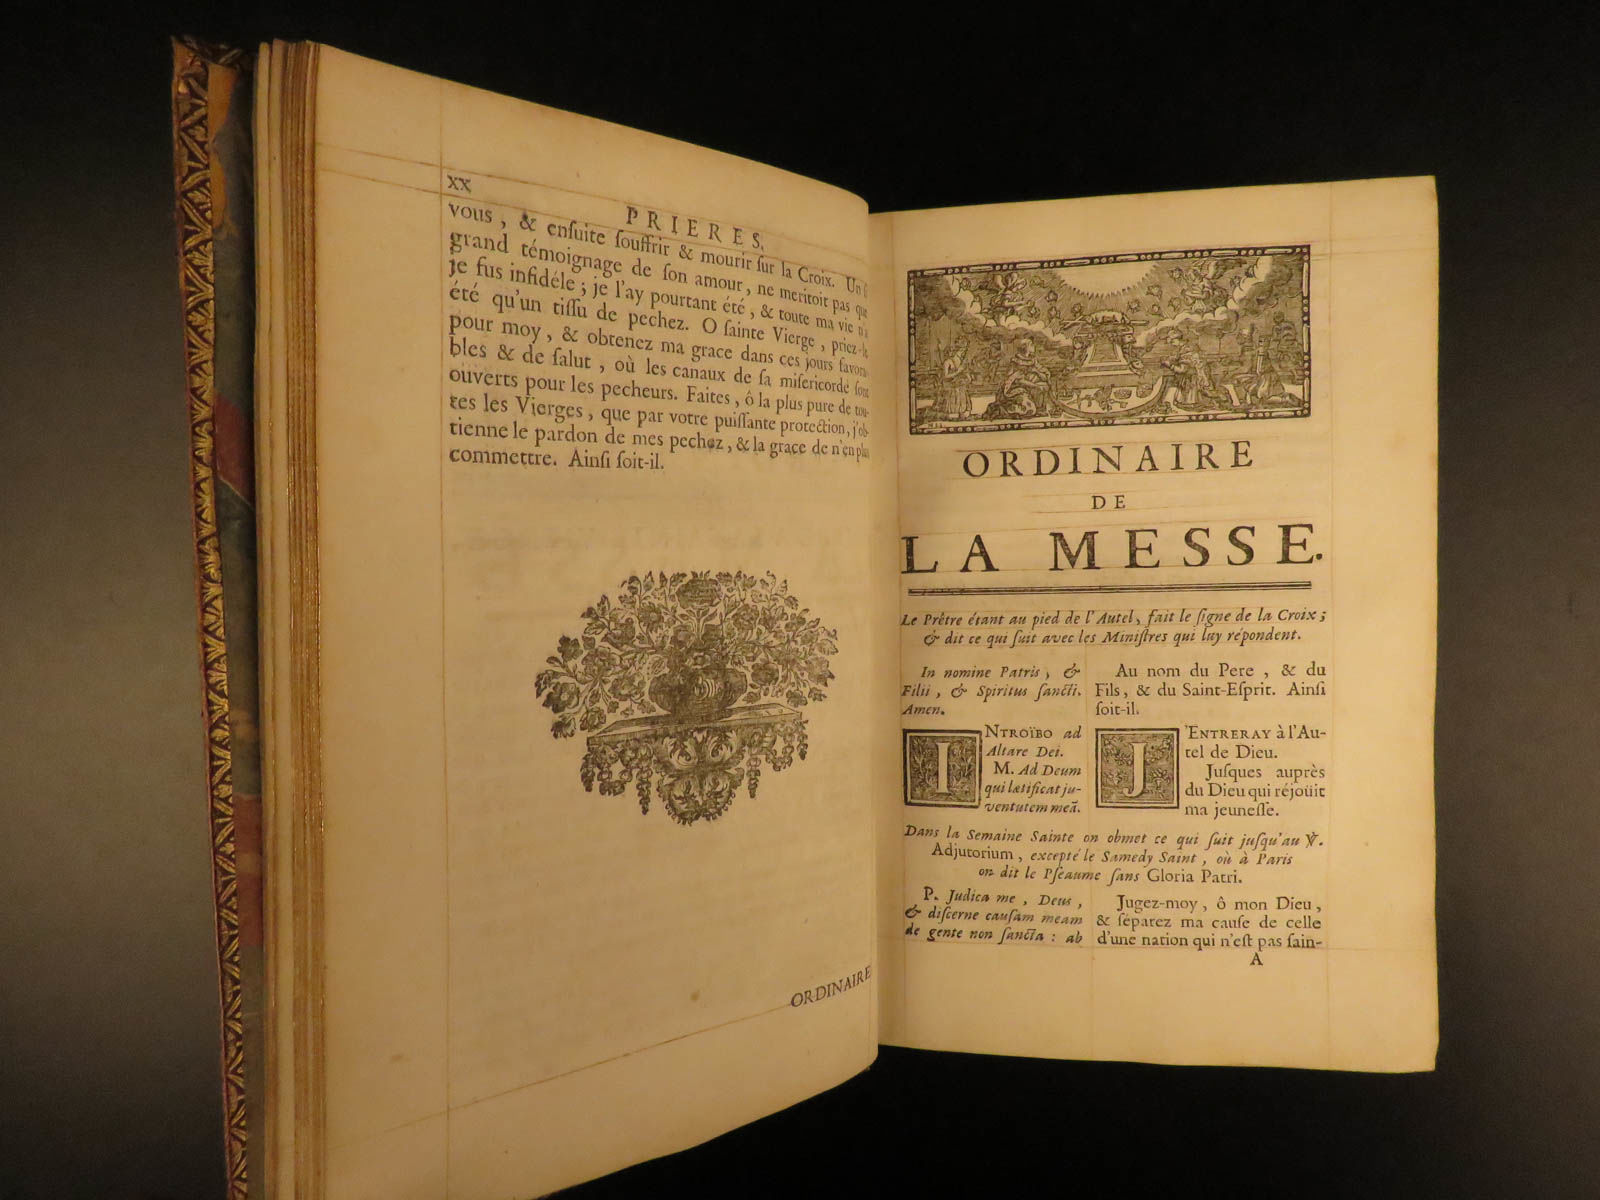 XX
PRIERES.
vous, & enſuite ſouffrir & mourir ſur la Croix. Un ſi
grand témoignage de ſon amour, ne meritoit pas que
je fus infidéle; je l'ay pourtant été, & toute ma vie n'a
été qu'un tiſſu de pechez. O ſainte Vierge, priez-le
pour moy, & obtenez ma grace dans ces jours favora-
bles & de ſalut, où les canaux de ſa miſericorde ſont
ouverts pour les pecheurs. Faites, ô la plus pure de tou-
tes les Vierges, que par votre puiſſante protection, j'ob-
tienne le pardon de mes pechez, & la grace de n'en plus
commettre. Ainſi ſoit-il.
ORDINAIRE
ORDINAIRE
DE
LA MESSE.
Le Prêtre étant au pied de l'Autel, fait le ſigne de la Croix;
& dit ce qui ſuit avec les Miniſtres qui luy répondent.
In nomine Patris, &
Filii, & Spiritus ſancti.
Amen.
INTROÏBO ad
Altare Dei.
M. Ad Deum
qui lætificat ju-
ventutem meã.
Au nom du Pere, & du
Fils, & du Saint-Eſprit. Ainſi
ſoit-il.
J'ENTRERAY à l'Au-
tel de Dieu.
Juſques auprès
du Dieu qui réjoüit
ma jeuneſſe.
Dans la Semaine Sainte on obmet ce qui ſuit juſqu'au ℣.
Adjutorium, excepté le Samedy Saint, où à Paris
on dit le Pſeaume ſans Gloria Patri.
P. Judica me, Deus,
& diſcerne cauſam meam
de gente non ſancta: ab
Jugez-moy, ô mon Dieu,
& ſéparez ma cauſe de celle
d'une nation qui n'eſt pas ſain-
A